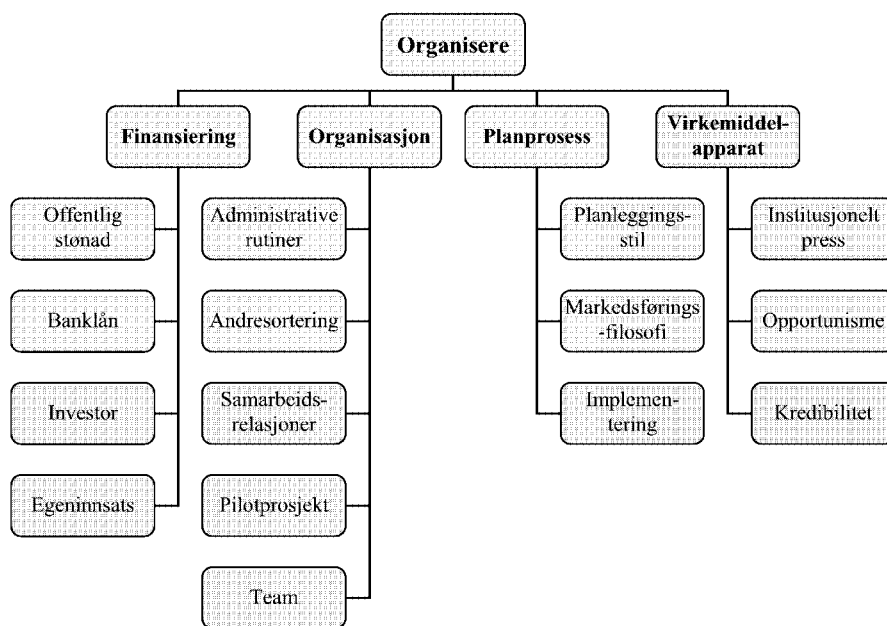 Organisere
Finansiering
Organisasjon
Planprosess
Virkemiddel-
apparat
Offentlig
stønad
Administrative
rutiner
Planleggings-
stil
Institusjonelt
press
Banklån
Andresortering
Markedsførings
-filosofi
Opportunisme
Investor
Samarbeids-
relasjoner
Implemen-
tering
Kredibilitet
Egeninnsats
Pilotprosjekt
Team